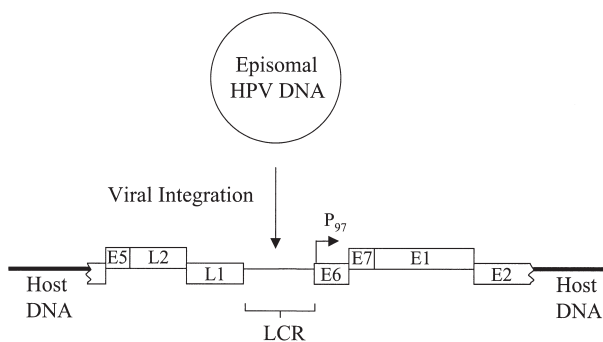 Episomal
HPV DNA
Viral Integration
P97
E5 L2 L1 E6 E7 E1 E2
Host
DNA
LCR
Host
DNA